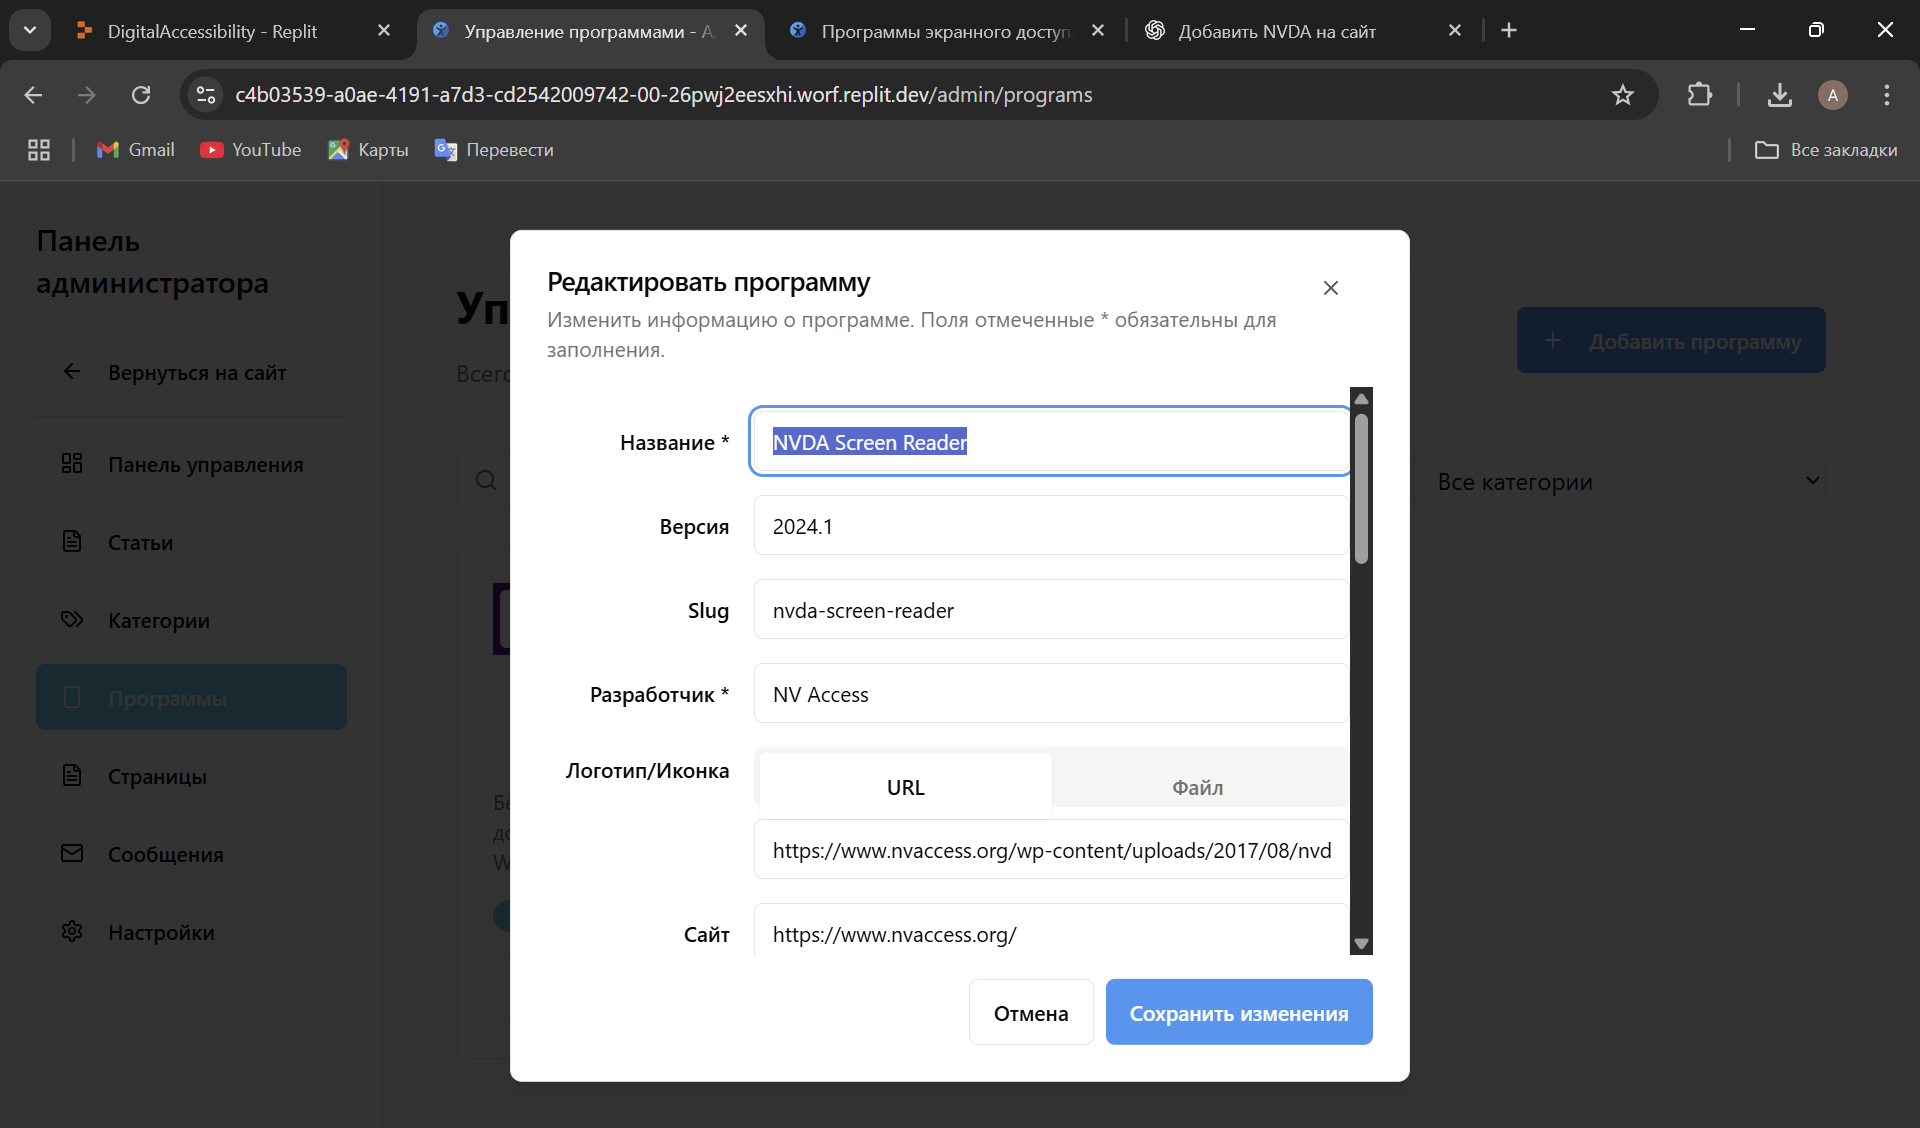 DigitalAccessibility - Replit
Управление программами - A
Программы экранного доступ
Добавить NVDA на сайт
c4b03539-a0ae-4191-a7d3-cd2542009742-00-26pwj2eesxhi.worf.replit.dev/admin/programs
A
Gmail
YouTube
Карты
Перевести
Все закладки
Панель
администратора
Вернуться на сайт
Панель управления
Статьи
Категории
Программы
Страницы
Сообщения
Настройки
Уп
Всего
Добавить программу
Все категории
Бе
до
W
Редактировать программу
Изменить информацию о программе. Поля отмеченные * обязательны для
заполнения.
Название *
NVDA Screen Reader
Версия
2024.1
Slug
nvda-screen-reader
Разработчик *
NV Access
Логотип/Иконка
URL
Файл
https://www.nvaccess.org/wp-content/uploads/2017/08/nvd
Сайт
https://www.nvaccess.org/
Отмена
Сохранить изменения